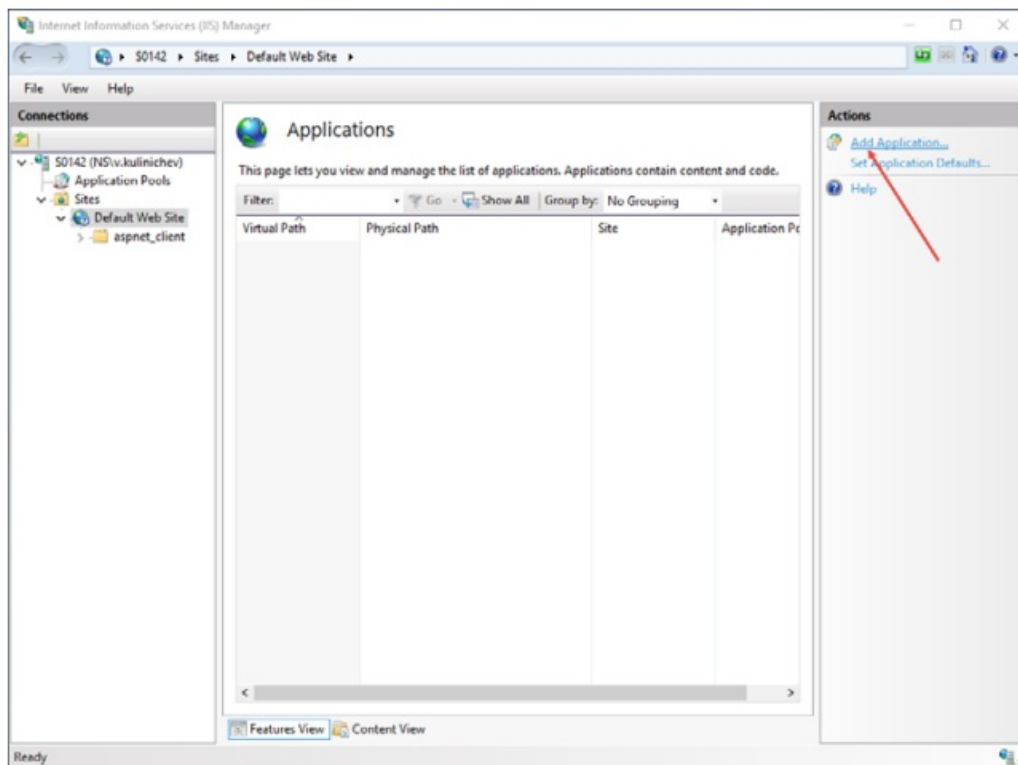 Internet Information Services (IIS) Manager
S0142 Sites Default Web Site
File View Help
Connections
S0142 (NS\v.kulinichev)
Application Pools
Sites
Default Web Site
aspnet_client
Applications
This page lets you view and manage the list of applications. Applications contain content and code.
Filter: Go Show All Group by: No Grouping
Virtual Path Physical Path Site Application Po
Features View Content View
Actions
Add Application...
Set Application Defaults...
Help
Ready